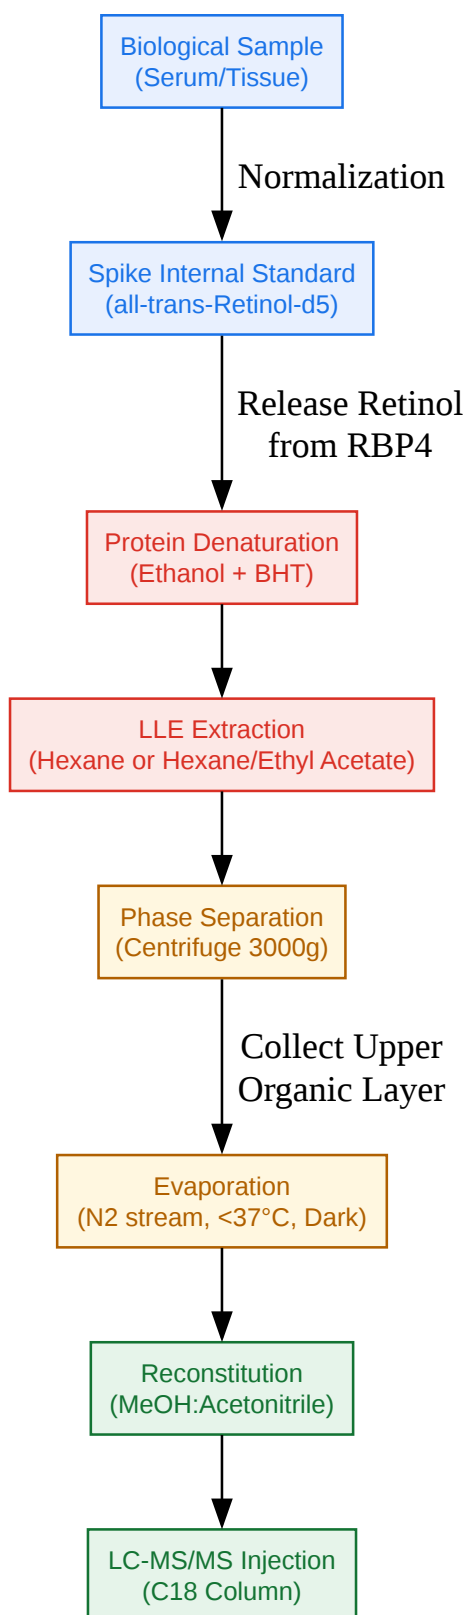 Biological Sample
(Serum/Tissue)
Normalization
Spike Internal Standard
(all-trans-Retinol-d5)
Release Retinol
from RBP4
Protein Denaturation
(Ethanol + BHT)
LLE Extraction
(Hexane or Hexane/Ethyl Acetate)
Phase Separation
(Centrifuge 3000g)
Collect Upper
Organic Layer
Evaporation
(N2 stream, <37°C, Dark)
Reconstitution
(MeOH:Acetonitrile)
LC-MS/MS Injection
(C18 Column)